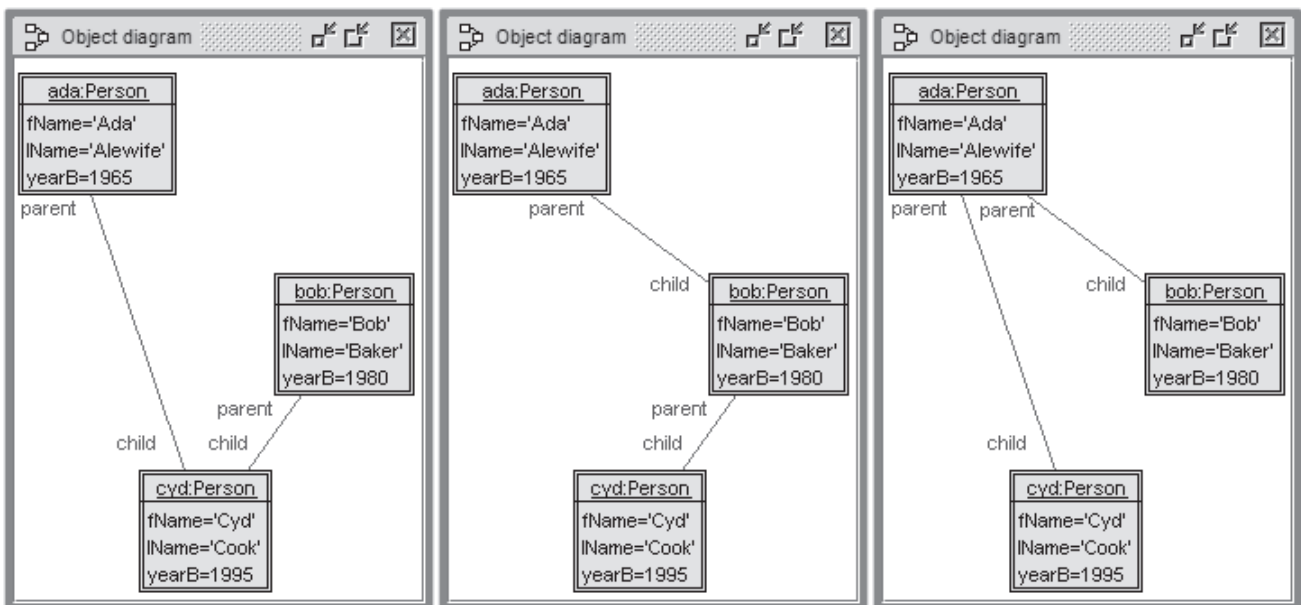 Object diagram
ada:Person
fName='Ada'
lName='Alewife'
yearB=1965
parent
bob:Person
fName='Bob'
lName='Baker'
yearB=1980
parent
child child
cyd:Person
fName='Cyd'
lName='Cook'
yearB=1995
Object diagram
ada:Person
fName='Ada'
lName='Alewife'
yearB=1965
parent
child
bob:Person
fName='Bob'
lName='Baker'
yearB=1980
parent
child
cyd:Person
fName='Cyd'
lName='Cook'
yearB=1995
Object diagram
ada:Person
fName='Ada'
lName='Alewife'
yearB=1965
parent parent
child
bob:Person
fName='Bob'
lName='Baker'
yearB=1980
child
cyd:Person
fName='Cyd'
lName='Cook'
yearB=1995